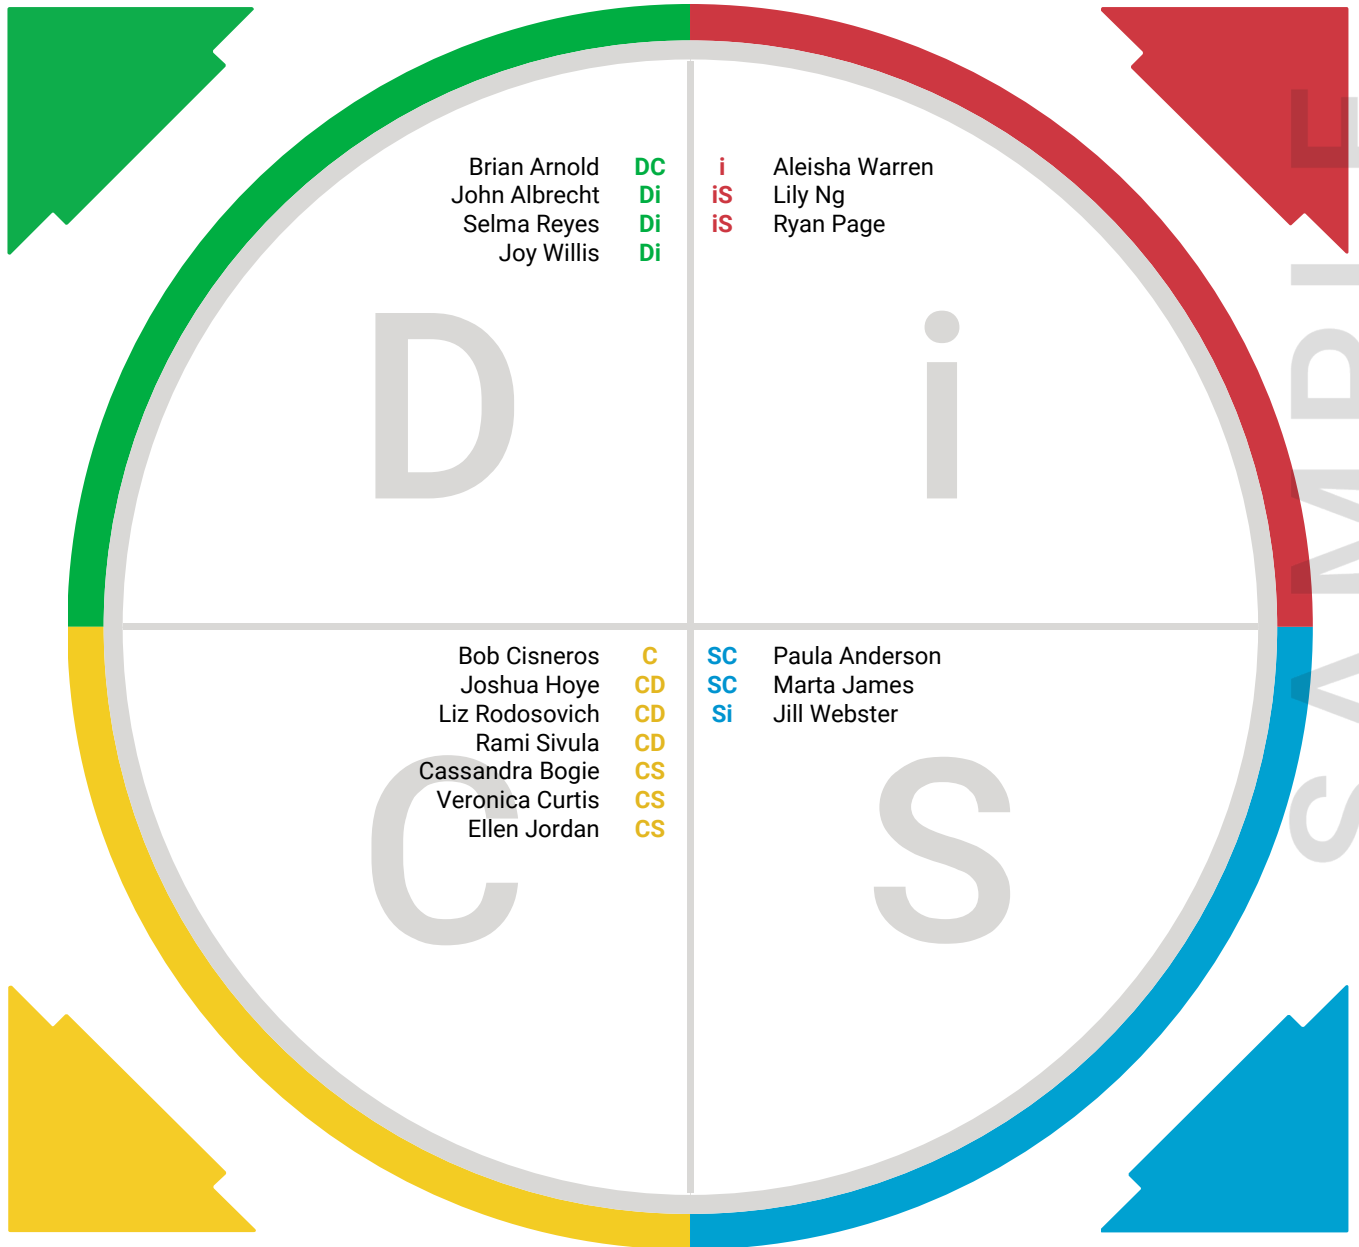 Brian Arnold DC
John Albrecht Di
Selma Reyes Di
Joy Willis Di
i Aleisha Warren
iS Lily Ng
iS Ryan Page
D
i
Bob Cisneros C
Joshua Hoye CD
Liz Rodosovich CD
Rami Sivula CD
Cassandra Bogie CS
Veronica Curtis CS
Ellen Jordan CS
SC Paula Anderson
SC Marta James
Si Jill Webster
C
S
SAMPLE